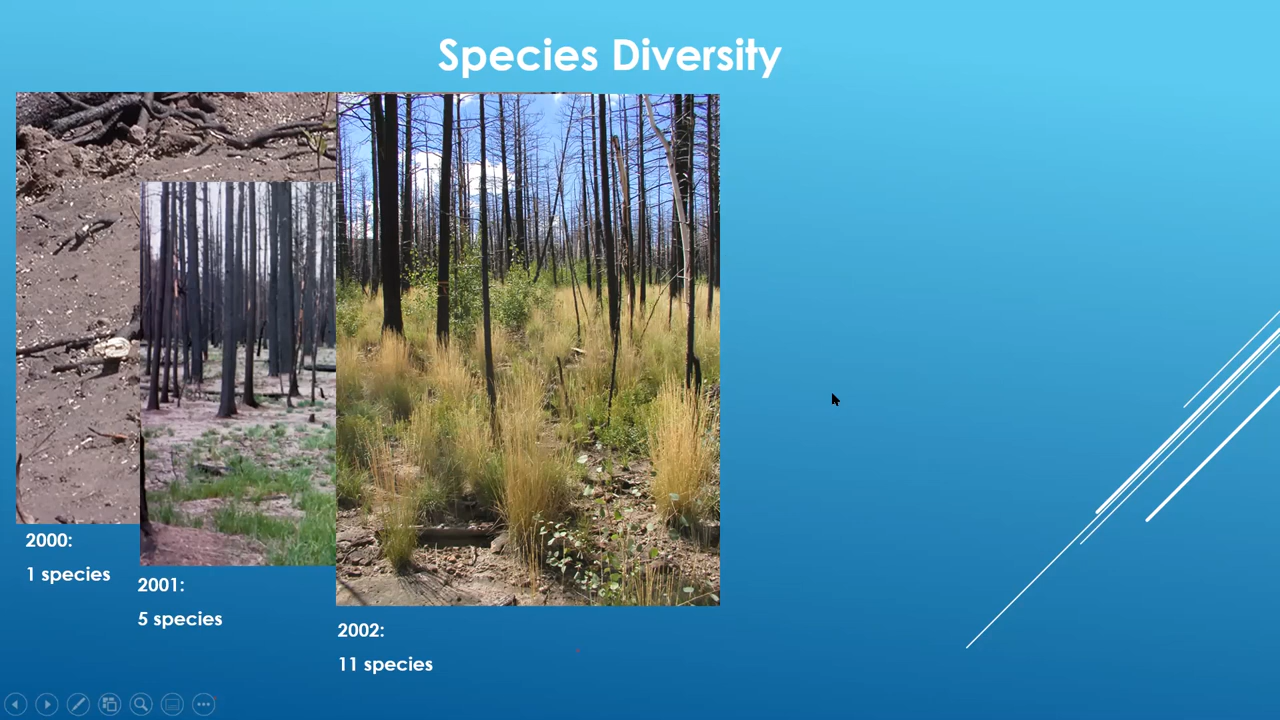 Species Diversity
2000:
1 species
2001:
5 species
2002:
11 species